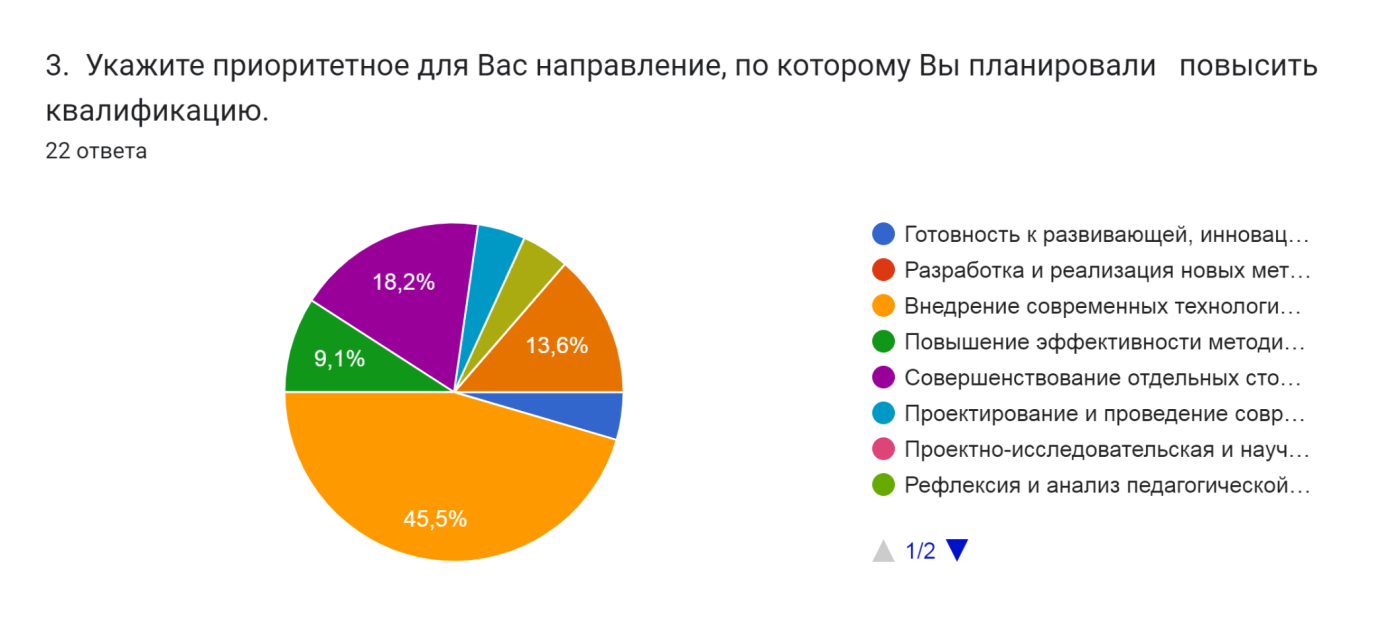 3. Укажите приоритетное для Вас направление, по которому Вы планировали повысить
квалификацию.
22 ответа
18,2%
9,1%
13,6%
45,5%
Готовность к развивающей, инновац...
Разработка и реализация новых мет...
Внедрение современных технологи...
Повышение эффективности методи...
Совершенствование отдельных сто...
Проектирование и проведение совр...
Проектно-исследовательская и науч...
Рефлексия и анализ педагогической...
1/2